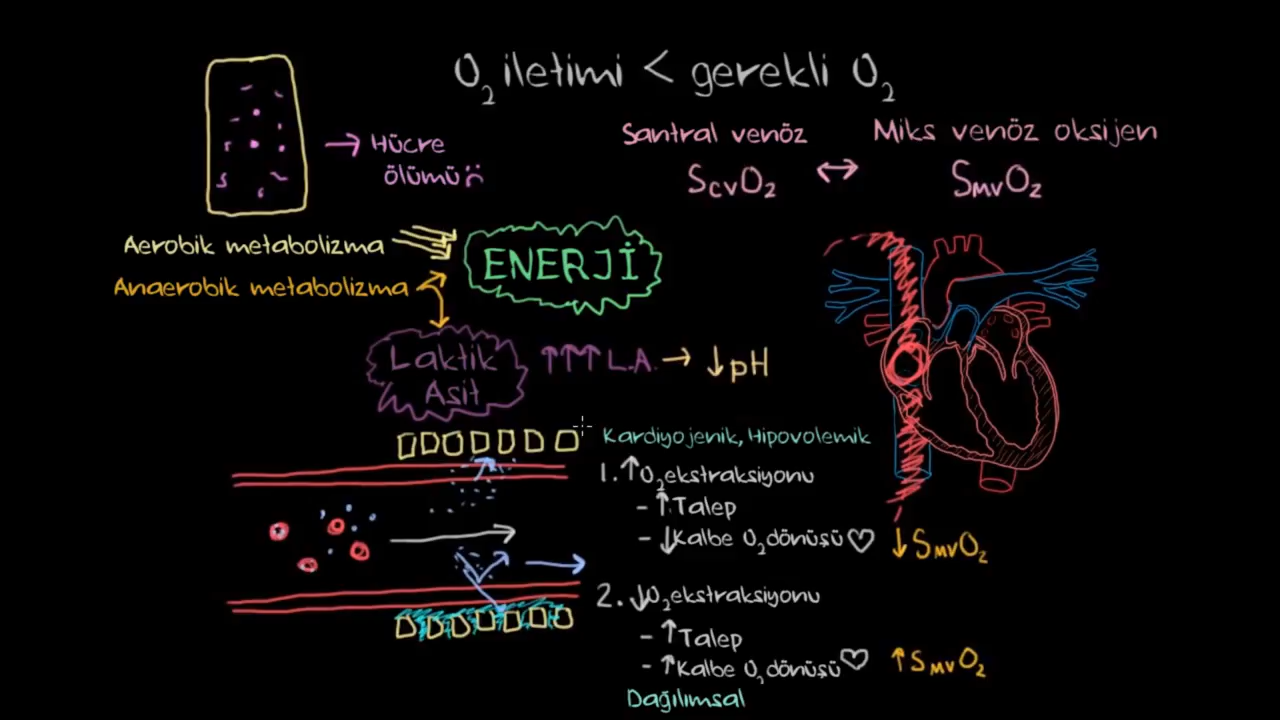 O₂ iletimi < gerekli O₂
Santral venöz
Miks venöz oksijen
ScvO₂ ↔ SmvO₂
→ Hücre
ölümü
Aerobik metabolizma
Anaerobik metabolizma
ENERJİ
Laktik
Asit
↑↑↑ L.A. → ↓ pH
Kardiyojenik, Hipovolemik
1. ↑O₂ ekstraksiyonu
- ↑Talep
- ↓Kalbe O₂ dönüşü ♡ ↓ SmvO₂
2. ↓O₂ ekstraksiyonu
- ↑Talep
- ↑Kalbe O₂ dönüşü ♡ ↑ SmvO₂
Dağılımsal